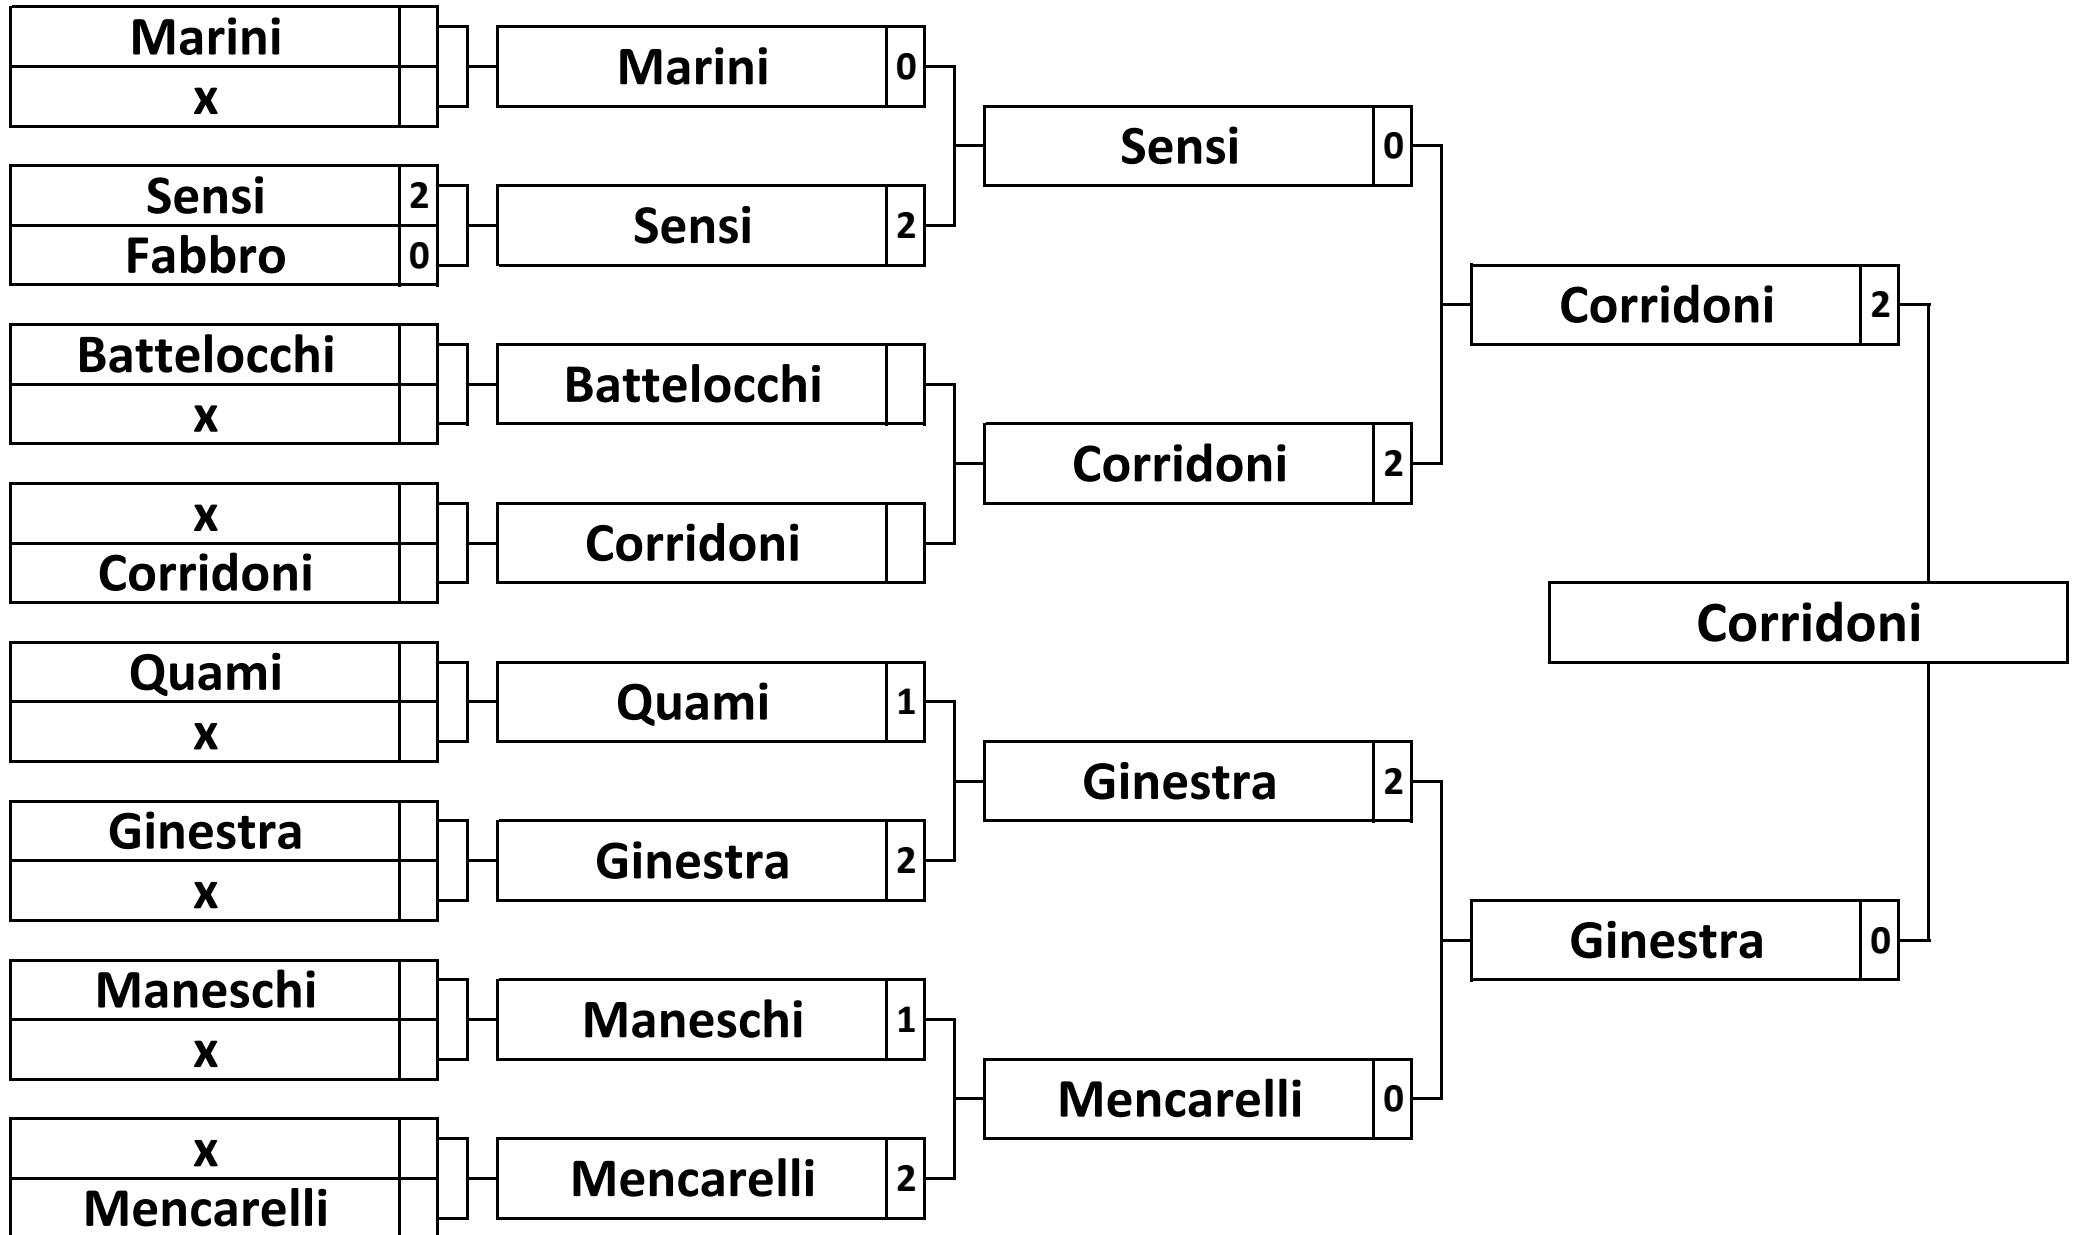 Marini
x
Sensi 2
Fabbro 0
Battelocchi
x
x
Corridoni
Quami
x
Ginestra
x
Maneschi
x
x
Mencarelli
Marini 0
Sensi 2
Battelocchi
Corridoni
Quami 1
Ginestra 2
Maneschi 1
Mencarelli 2
Sensi 0
Corridoni 2
Ginestra 2
Mencarelli 0
Corridoni 2
Ginestra 0
Corridoni